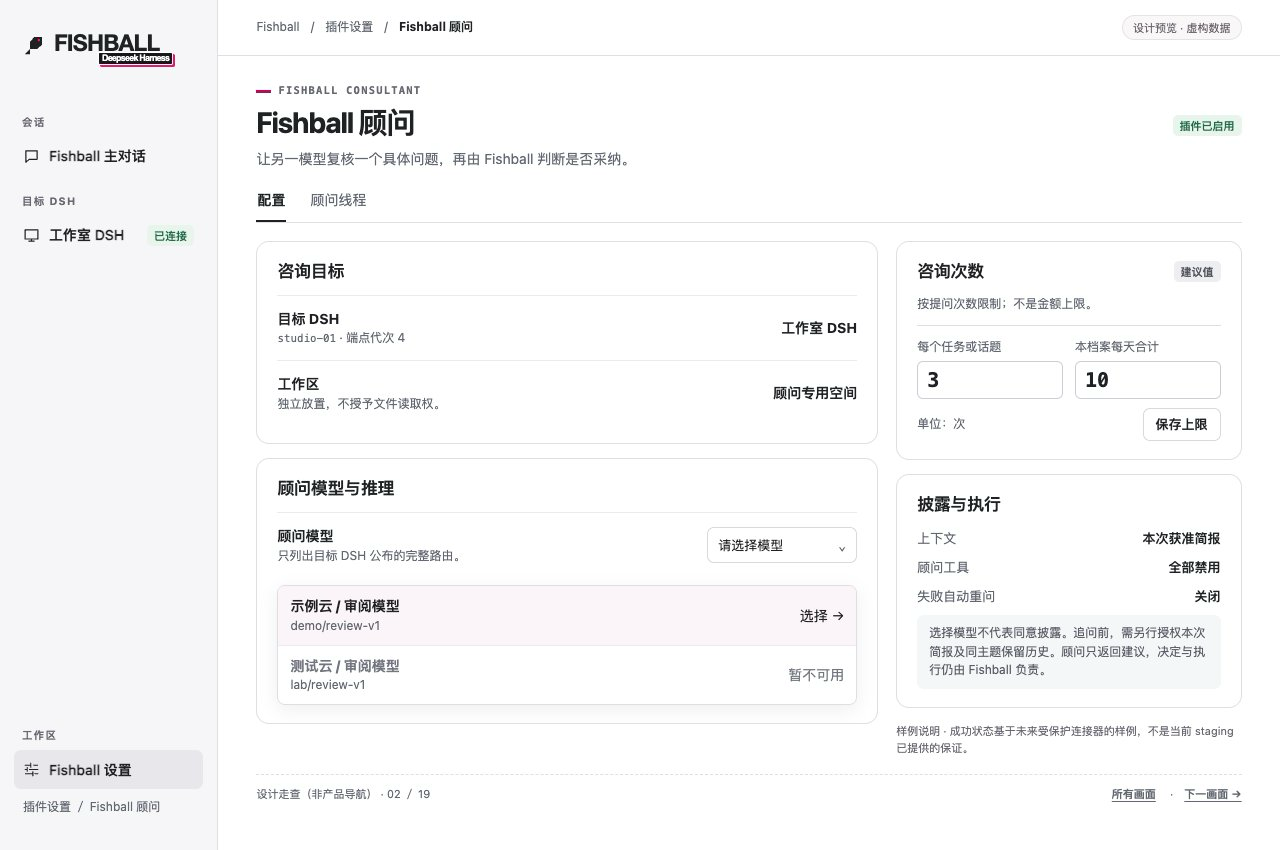 FISHBALL
Deepseek Harness
会话
Fishball 主对话
目标 DSH
工作室 DSH
已连接
工作区
Fishball 设置
插件设置 / Fishball 顾问
Fishball / 插件设置 / Fishball 顾问
设计预览 · 虚构数据
FISHBALL CONSULTANT
Fishball 顾问
插件已启用
让另一模型复核一个具体问题，再由 Fishball 判断是否采纳。
配置
顾问线程
咨询目标
目标 DSH
studio-01 · 端点代次 4
工作室 DSH
工作区
独立放置，不授予文件读取权。
顾问专用空间
顾问模型与推理
顾问模型
只列出目标 DSH 公布的完整路由。
请选择模型
示例云 / 审阅模型
demo/review-v1
选择 →
测试云 / 审阅模型
lab/review-v1
暂不可用
咨询次数
建议值
按提问次数限制；不是金额上限。
每个任务或话题
本档案每天合计
3
10
单位：次
保存上限
披露与执行
上下文
本次获准简报
顾问工具
全部禁用
失败自动重问
关闭
选择模型不代表同意披露。追问前，需另行授权本次
简报及同主题保留历史。顾问只返回建议，决定与执
行仍由 Fishball 负责。
样例说明 · 成功状态基于未来受保护连接器的样例，不是当前 staging
已提供的保证。
设计走查（非产品导航） · 02 / 19
所有画面 · 下一画面 →